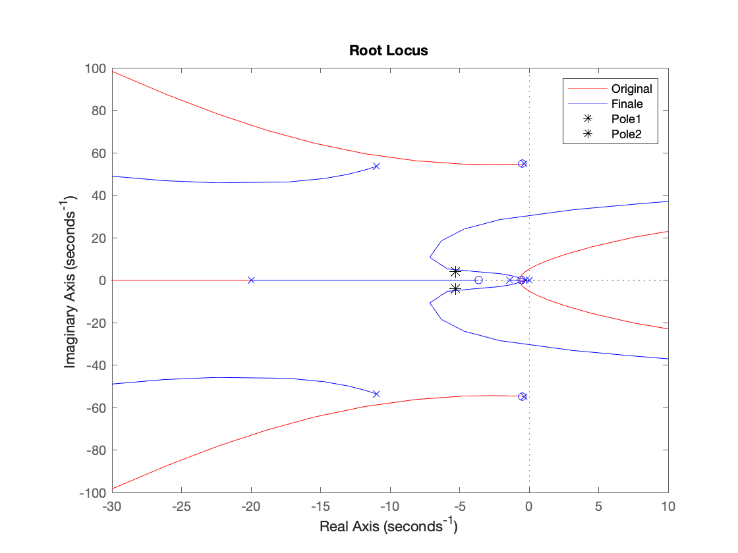 Root Locus
100
80
60
40
20
0
-20
-40
-60
-80
-100
Imaginary Axis (seconds⁻¹)
-30 -25 -20 -15 -10 -5 0 5 10
Real Axis (seconds⁻¹)
Original
Finale
Pole1
Pole2